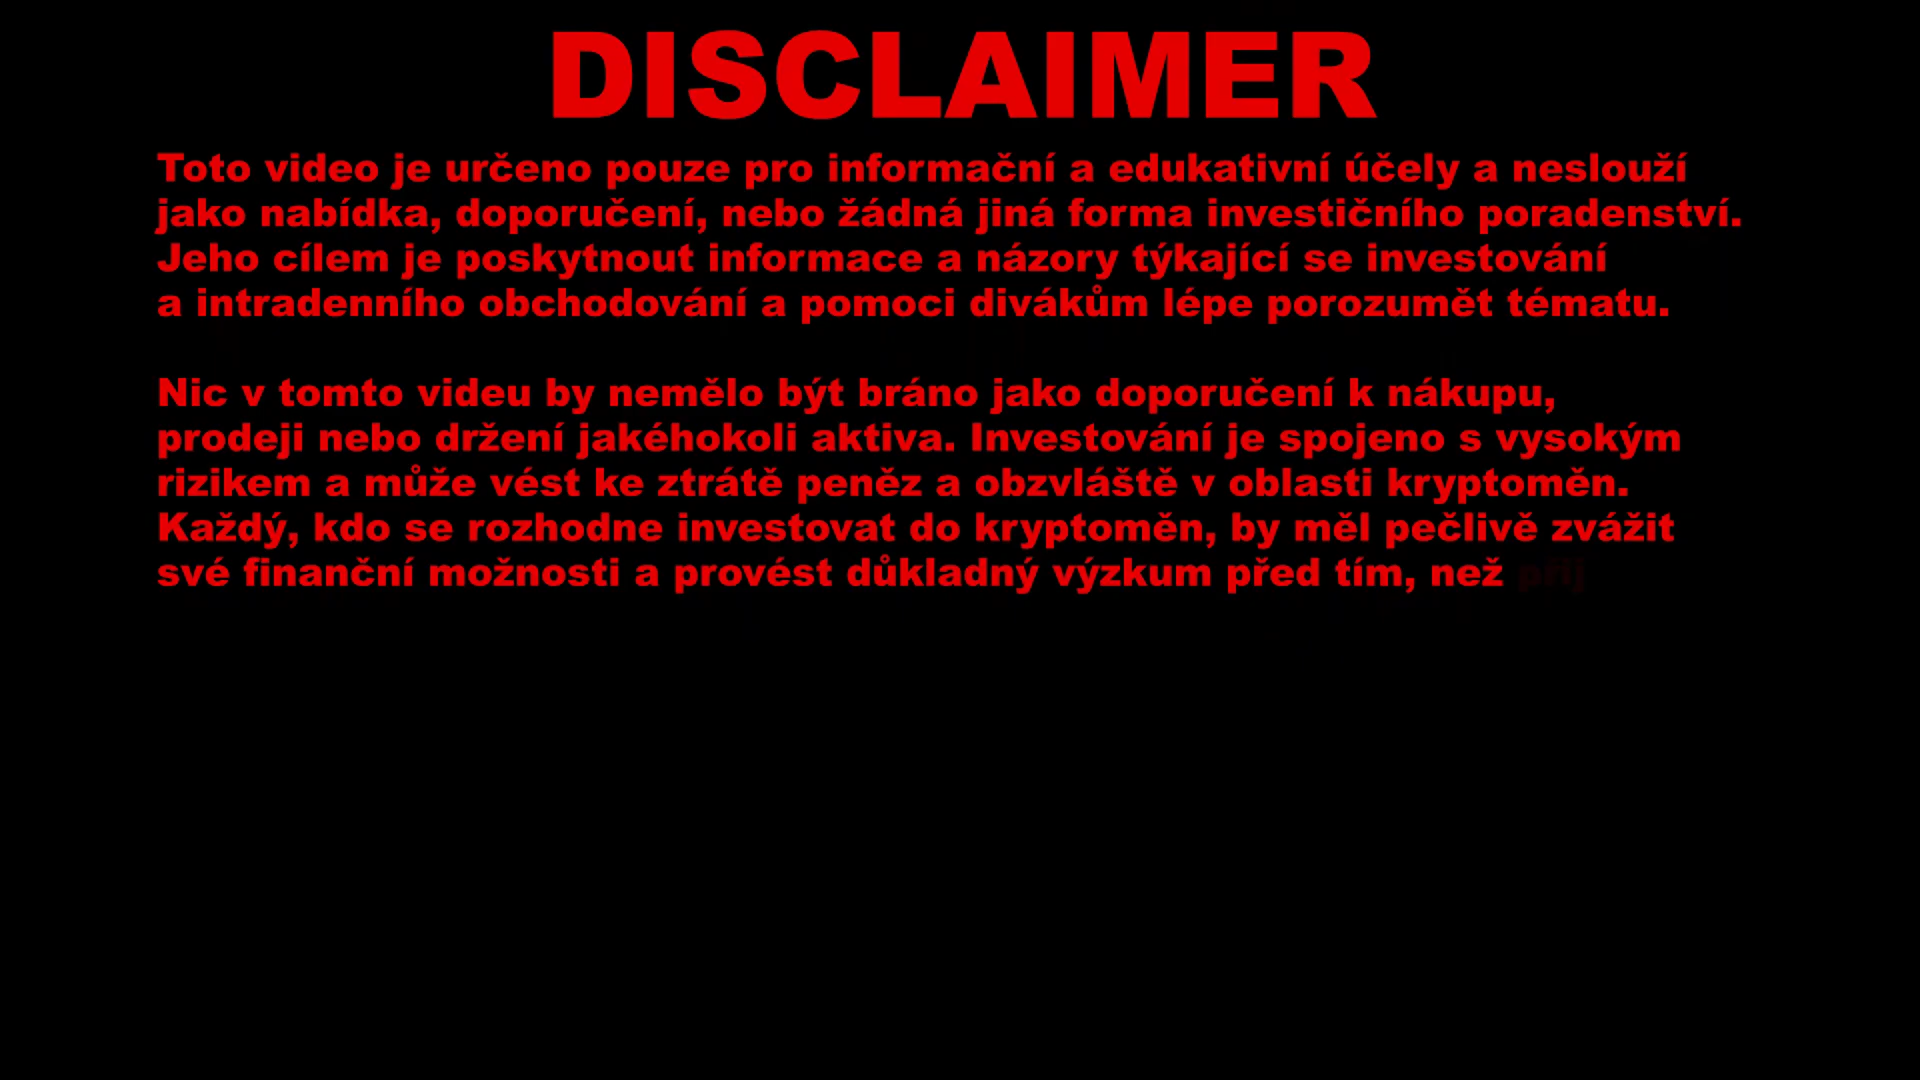 DISCLAIMER
Toto video je určeno pouze pro informační a edukativní účely a neslouží
jako nabídka, doporučení, nebo žádná jiná forma investičního poradenství.
Jeho cílem je poskytnout informace a názory týkající se investování
a intradenního obchodování a pomoci divákům lépe porozumět tématu.
Nic v tomto videu by nemělo být bráno jako doporučení k nákupu,
prodeji nebo držení jakéhokoli aktiva. Investování je spojeno s vysokým
rizikem a může vést ke ztrátě peněz a obzvláště v oblasti kryptoměn.
Každý, kdo se rozhodne investovat do kryptoměn, by měl pečlivě zvážit
své finanční možnosti a provést důkladný výzkum před tím, než